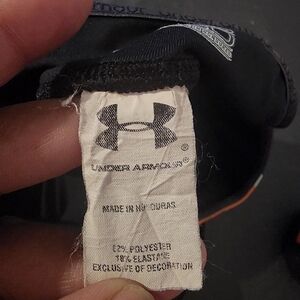 UNDER ARMOUR®
MADE IN HONDURAS
82% POLYESTER
18% ELASTANE
EXCLUSIVE OF DECORATION